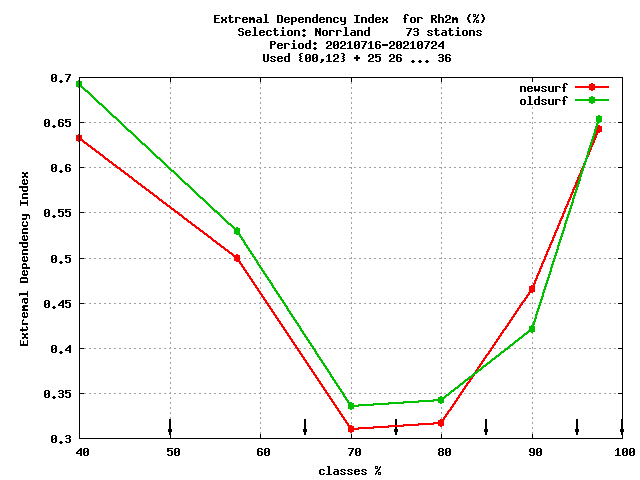 Extremal Dependency Index  for Rh2m (%)
Selection: Norrland     73 stations
Period: 20210716-20210724
Used {00,12} + 25 26 ... 36
newsurf
oldsurf
Extremal Dependency Index
0.7
0.65
0.6
0.55
0.5
0.45
0.4
0.35
0.3
40 50 60 70 80 90 100
classes %